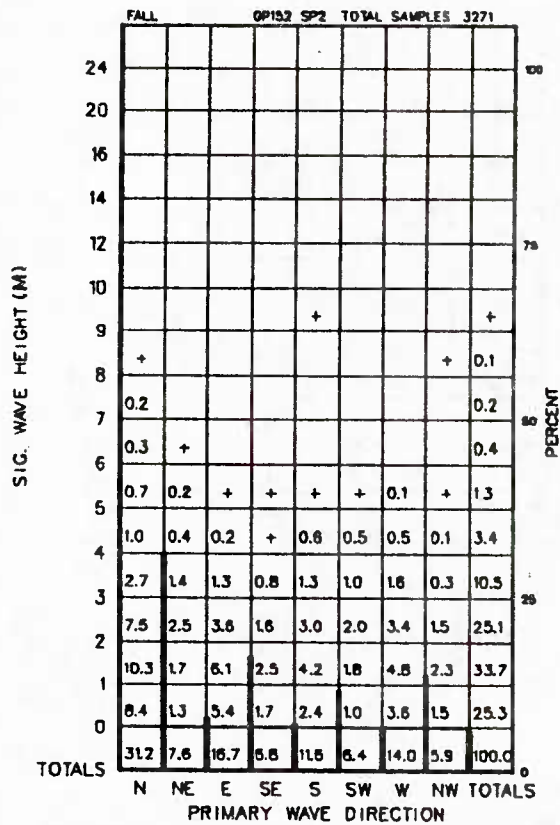 FALL SP2 TOTAL SAMPLES 3271
24 100
20
16
14
12 75
10
+ +
9
+ + 0.1
8
0.2 0.2
7 50
0.3 + 0.4
6
0.7 0.2 + + + + 0.1 + 1.3
5
1.0 0.4 0.2 + 0.6 0.5 0.5 0.1 3.4
4
2.7 1.4 1.3 0.8 1.3 1.0 1.6 0.3 10.5
3 25
7.5 2.5 3.6 1.6 3.0 2.0 3.4 1.5 25.1
2
10.3 1.7 6.1 2.5 4.2 1.8 4.8 2.3 33.7
1
8.4 1.3 5.4 1.7 2.4 1.0 3.6 1.5 25.3
0
31.2 7.6 16.7 6.6 11.6 6.4 14.0 5.9 100.0
TOTALS 0
N NE E SE S SW W NW TOTALS
PRIMARY WAVE DIRECTION
SIG. WAVE HEIGHT (M)
PERCENT